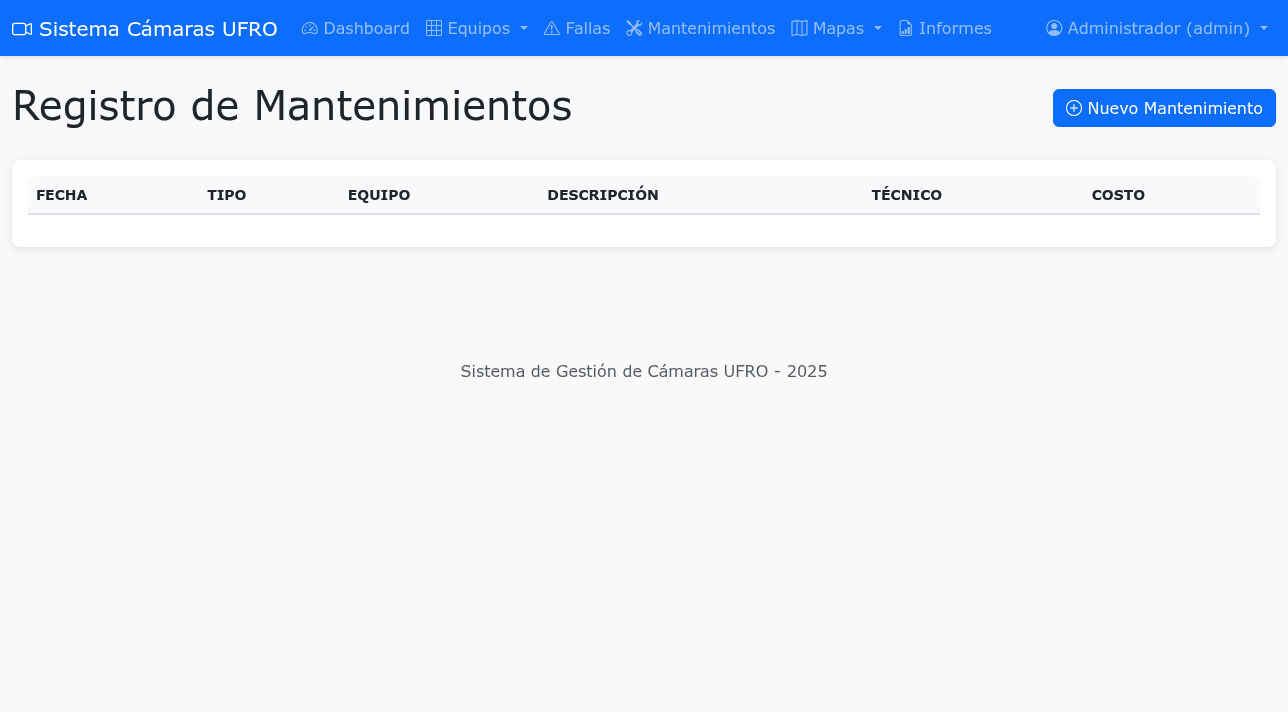 Sistema Cámaras UFRO Dashboard Equipos Fallas Mantenimientos Mapas Informes Administrador (admin)
Registro de Mantenimientos Nuevo Mantenimiento
FECHA TIPO EQUIPO DESCRIPCIÓN TÉCNICO COSTO
Sistema de Gestión de Cámaras UFRO - 2025